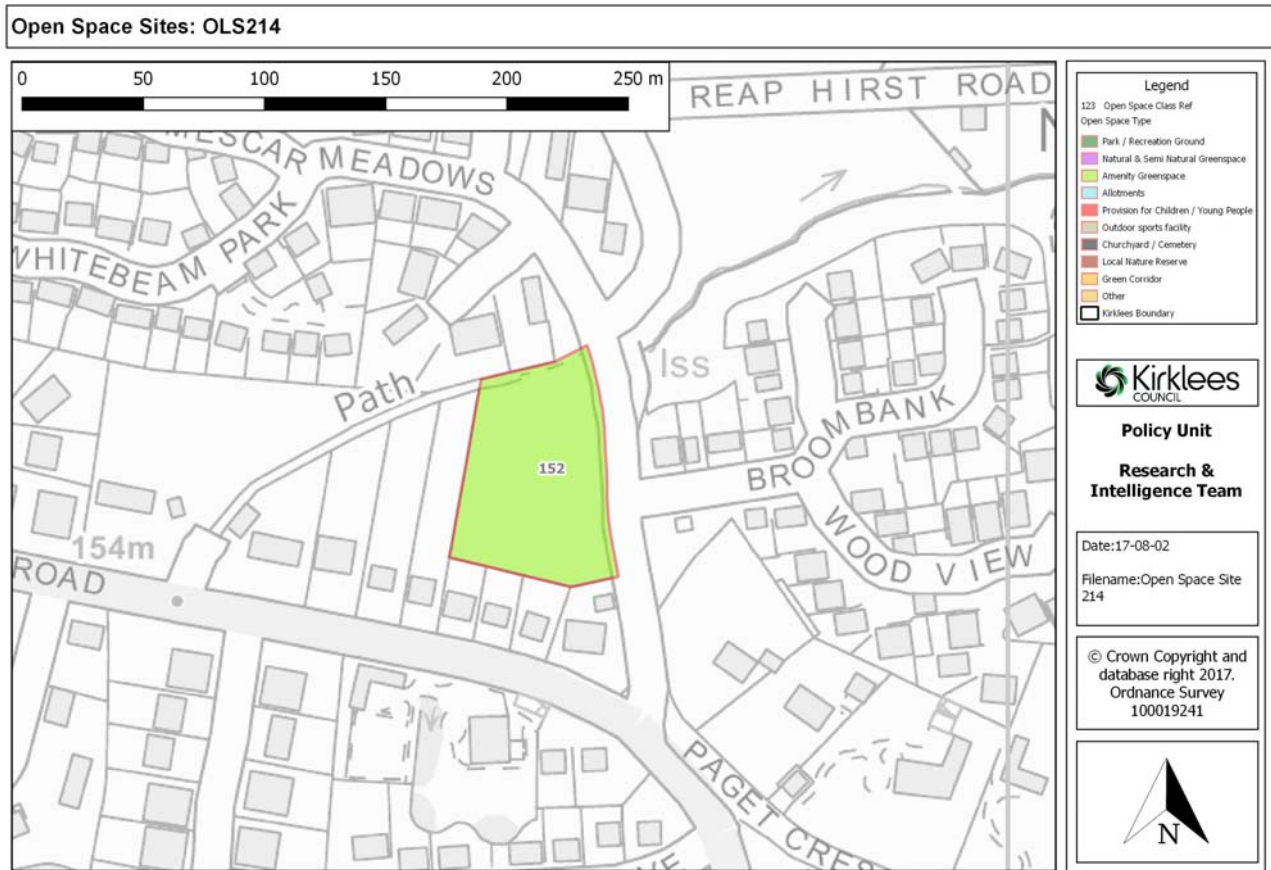 Open Space Sites: OLS214
0 50 100 150 200 250 m
REAP HIRST ROAD
MESCAR MEADOWS
WHITEBEAM PARK
Path
Iss
152
BROOMBANK
WOOD VIEW
154m
ROAD
PAGET CRES
Legend
123 Open Space Class Ref
Open Space Type
Park / Recreation Ground
Natural & Semi Natural Greenspace
Amenity Greenspace
Allotments
Provision for Children / Young People
Outdoor sports facility
Churchyard / Cemetery
Local Nature Reserve
Green Corridor
Other
Kirklees Boundary
Kirklees
COUNCIL
Policy Unit
Research &
Intelligence Team
Date:17-08-02
Filename:Open Space Site
214
© Crown Copyright and
database right 2017.
Ordnance Survey
100019241
N